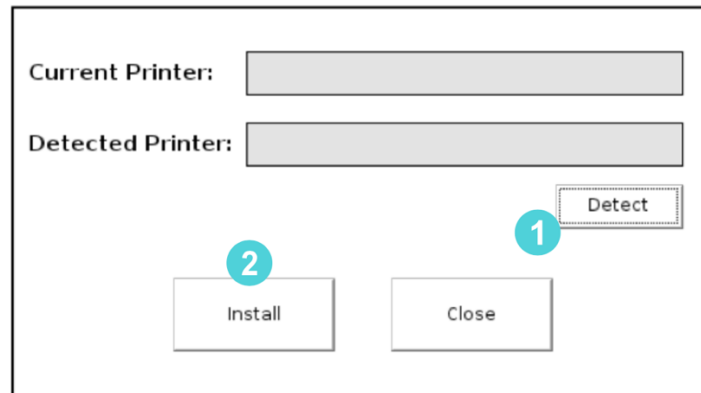 Current Printer:
Detected Printer:
Detect
1
2
Install
Close